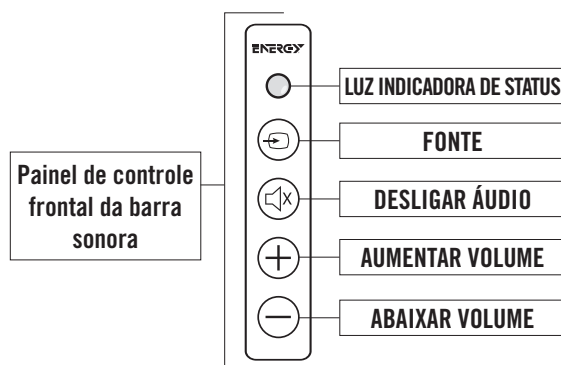 ENERGY
LUZ INDICADORA DE STATUS
FONTE
Painel de controle
frontal da barra
sonora
DESLIGAR ÁUDIO
AUMENTAR VOLUME
ABAIXAR VOLUME